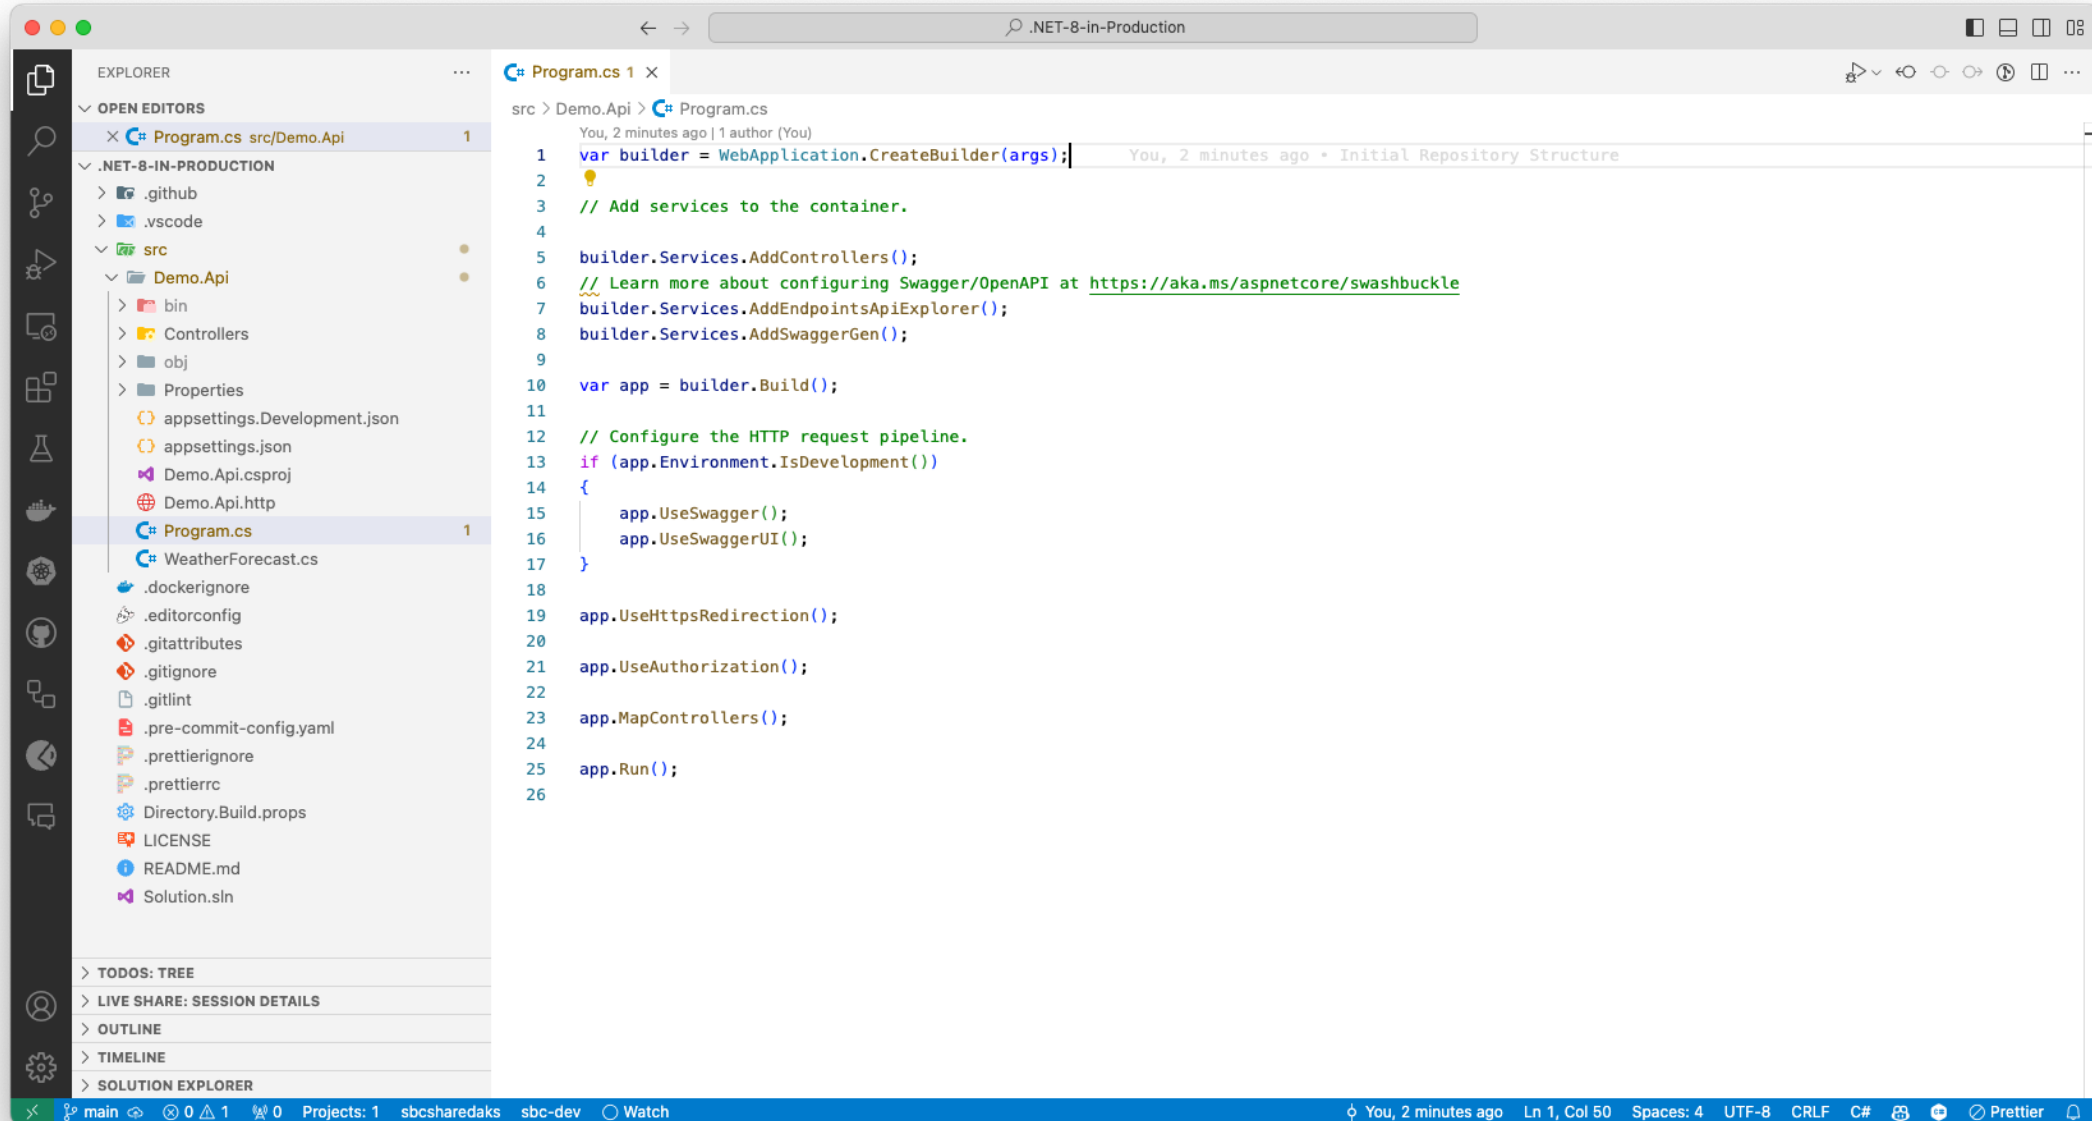 .NET-8-in-Production
EXPLORER
OPEN EDITORS
Program.cs src/Demo.Api 1
.NET-8-IN-PRODUCTION
.github
.vscode
src
Demo.Api
bin
Controllers
obj
Properties
appsettings.Development.json
appsettings.json
Demo.Api.csproj
Demo.Api.http
Program.cs 1
WeatherForecast.cs
.dockerignore
.editorconfig
.gitattributes
.gitignore
.gitlint
.pre-commit-config.yaml
.prettierignore
.prettierrc
Directory.Build.props
LICENSE
README.md
Solution.sln
TODOS: TREE
LIVE SHARE: SESSION DETAILS
OUTLINE
TIMELINE
SOLUTION EXPLORER
Program.cs 1
src > Demo.Api > Program.cs
You, 2 minutes ago | 1 author (You)
1 var builder = WebApplication.CreateBuilder(args); You, 2 minutes ago • Initial Repository Structure
2
3 // Add services to the container.
4
5 builder.Services.AddControllers();
6 // Learn more about configuring Swagger/OpenAPI at https://aka.ms/aspnetcore/swashbuckle
7 builder.Services.AddEndpointsApiExplorer();
8 builder.Services.AddSwaggerGen();
9
10 var app = builder.Build();
11
12 // Configure the HTTP request pipeline.
13 if (app.Environment.IsDevelopment())
14 {
15 app.UseSwagger();
16 app.UseSwaggerUI();
17 }
18
19 app.UseHttpsRedirection();
20
21 app.UseAuthorization();
22
23 app.MapControllers();
24
25 app.Run();
26
main 0 1 0 Projects: 1 sbcsharedaks sbc-dev Watch You, 2 minutes ago Ln 1, Col 50 Spaces: 4 UTF-8 CRLF C# Prettier